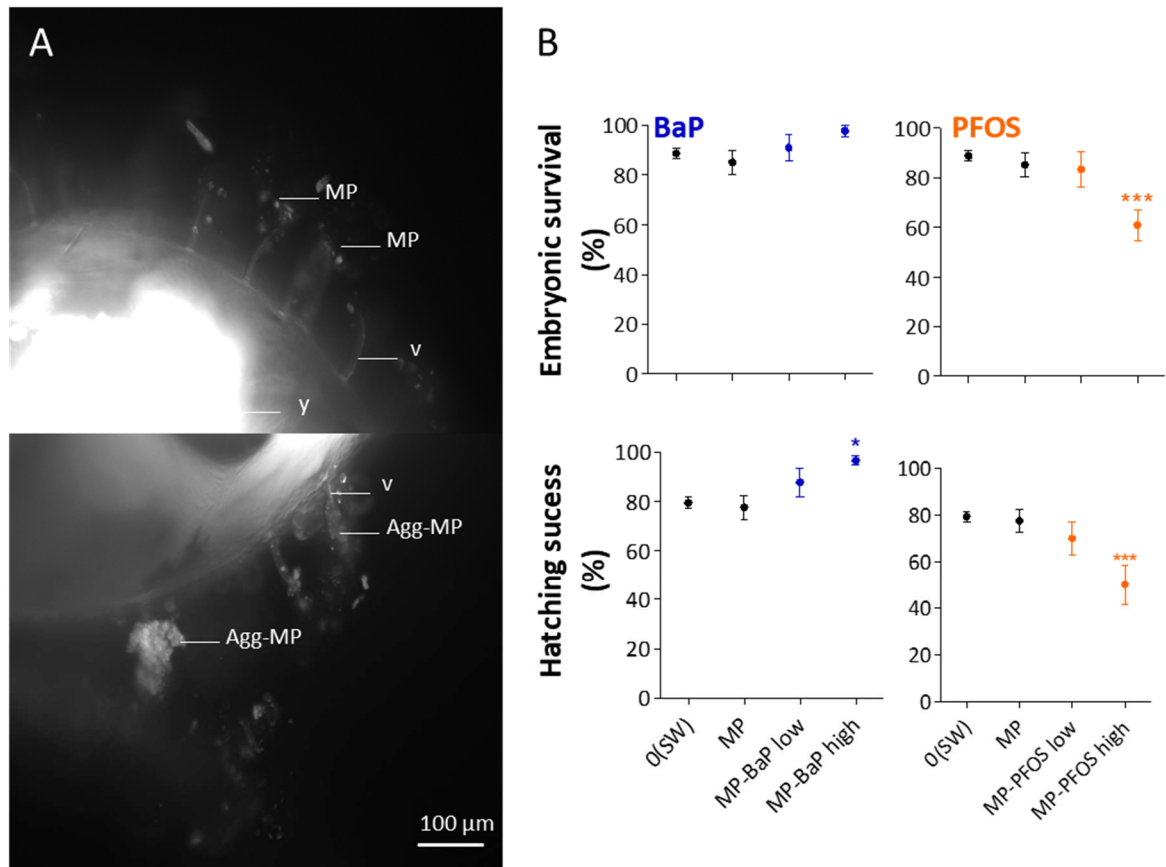 A
MP
MP
v
y
v
Agg-MP
Agg-MP
100 µm
B
BaP
PFOS
Embryonic survival
(%)
100
80
60
40
20
0
100
80
60
40
20
0
***
Hatching sucess
(%)
100
80
60
40
20
0
*
100
80
60
40
20
0
***
0(SW)
MP
MP-BaP low
MP-BaP high
0(SW)
MP
MP-PFOS low
MP-PFOS high